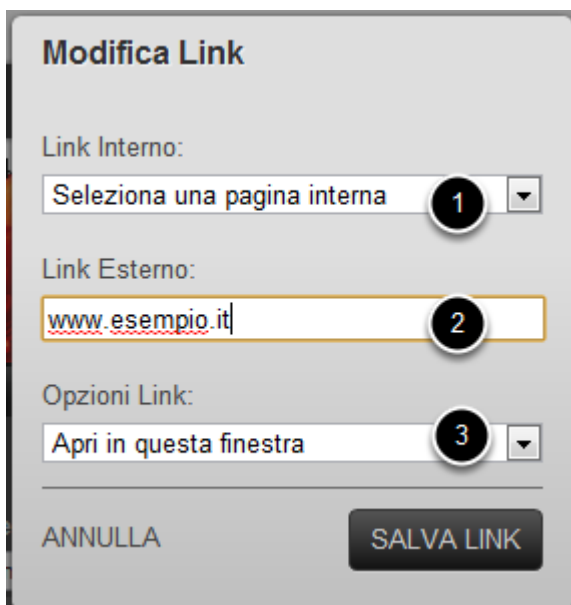 Modifica Link
Link Interno:
Seleziona una pagina interna 1
Link Esterno:
www.esempio.it 2
Opzioni Link:
Apri in questa finestra 3
ANNULLA SALVA LINK